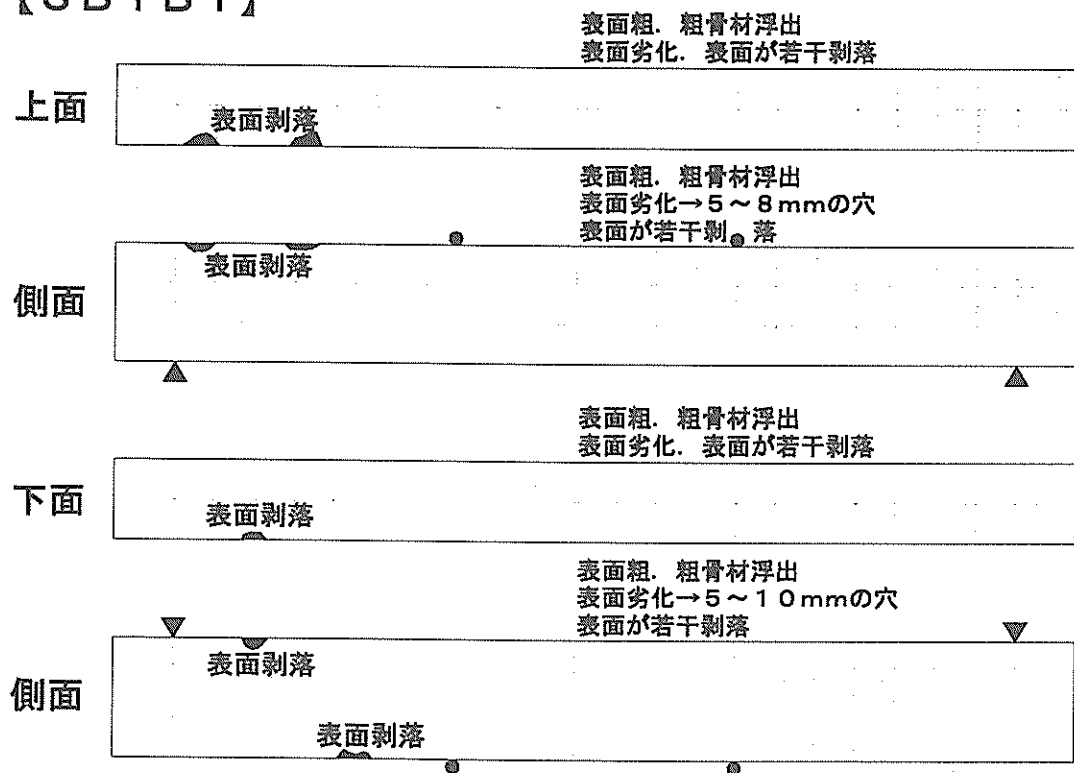 表面粗．粗骨材浮出
表面劣化．表面が若干剥落
上面
表面剥落
表面粗．粗骨材浮出
表面劣化→5～8mmの穴
表面が若干剥 落
表面剥落
側面
表面粗．粗骨材浮出
表面劣化．表面が若干剥落
下面
表面剥落
表面粗．粗骨材浮出
表面劣化→5～10mmの穴
表面が若干剥落
表面剥落
側面
表面剥落